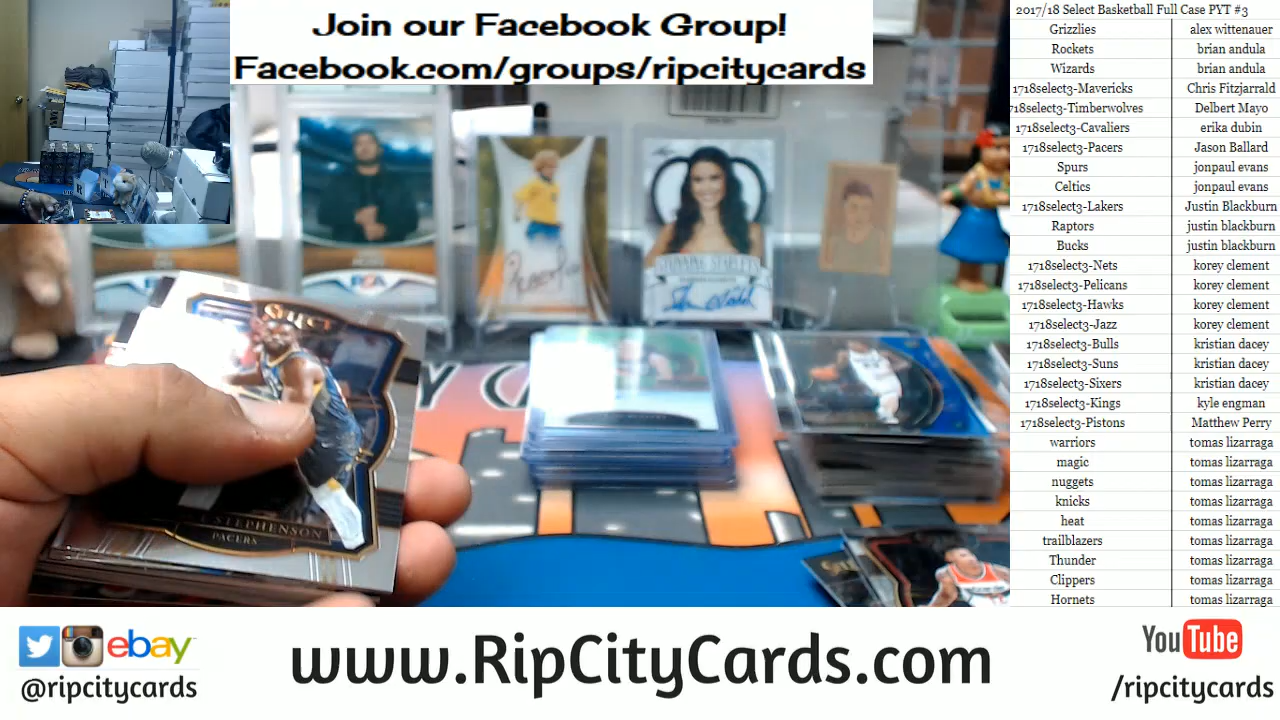 Join our Facebook Group!
Facebook.com/groups/ripcitycards
2017/18 Select Basketball Full Case PYT #3
Grizzlies alex wittenauer
Rockets brian andula
Wizards brian andula
1718select3-Mavericks Chris Fitzjarrald
718select3-Timberwolves Delbert Mayo
1718select3-Cavaliers erika dubin
1718select3-Pacers Jason Ballard
Spurs jonpaul evans
Celtics jonpaul evans
1718select3-Lakers Justin Blackburn
Raptors justin blackburn
Bucks justin blackburn
1718select3-Nets korey clement
1718select3-Pelicans korey clement
1718select3-Hawks korey clement
1718select3-Jazz korey clement
1718select3-Bulls kristian dacey
1718select3-Suns kristian dacey
1718select3-Sixers kristian dacey
1718select3-Kings kyle engman
1718select3-Pistons Matthew Perry
warriors tomas lizarraga
magic tomas lizarraga
nuggets tomas lizarraga
knicks tomas lizarraga
heat tomas lizarraga
trailblazers tomas lizarraga
Thunder tomas lizarraga
Clippers tomas lizarraga
Hornets tomas lizarraga
SELECT
STEPHENSON
PACERS
ebay
@ripcitycards
www.RipCityCards.com
YouTube
/ripcitycards